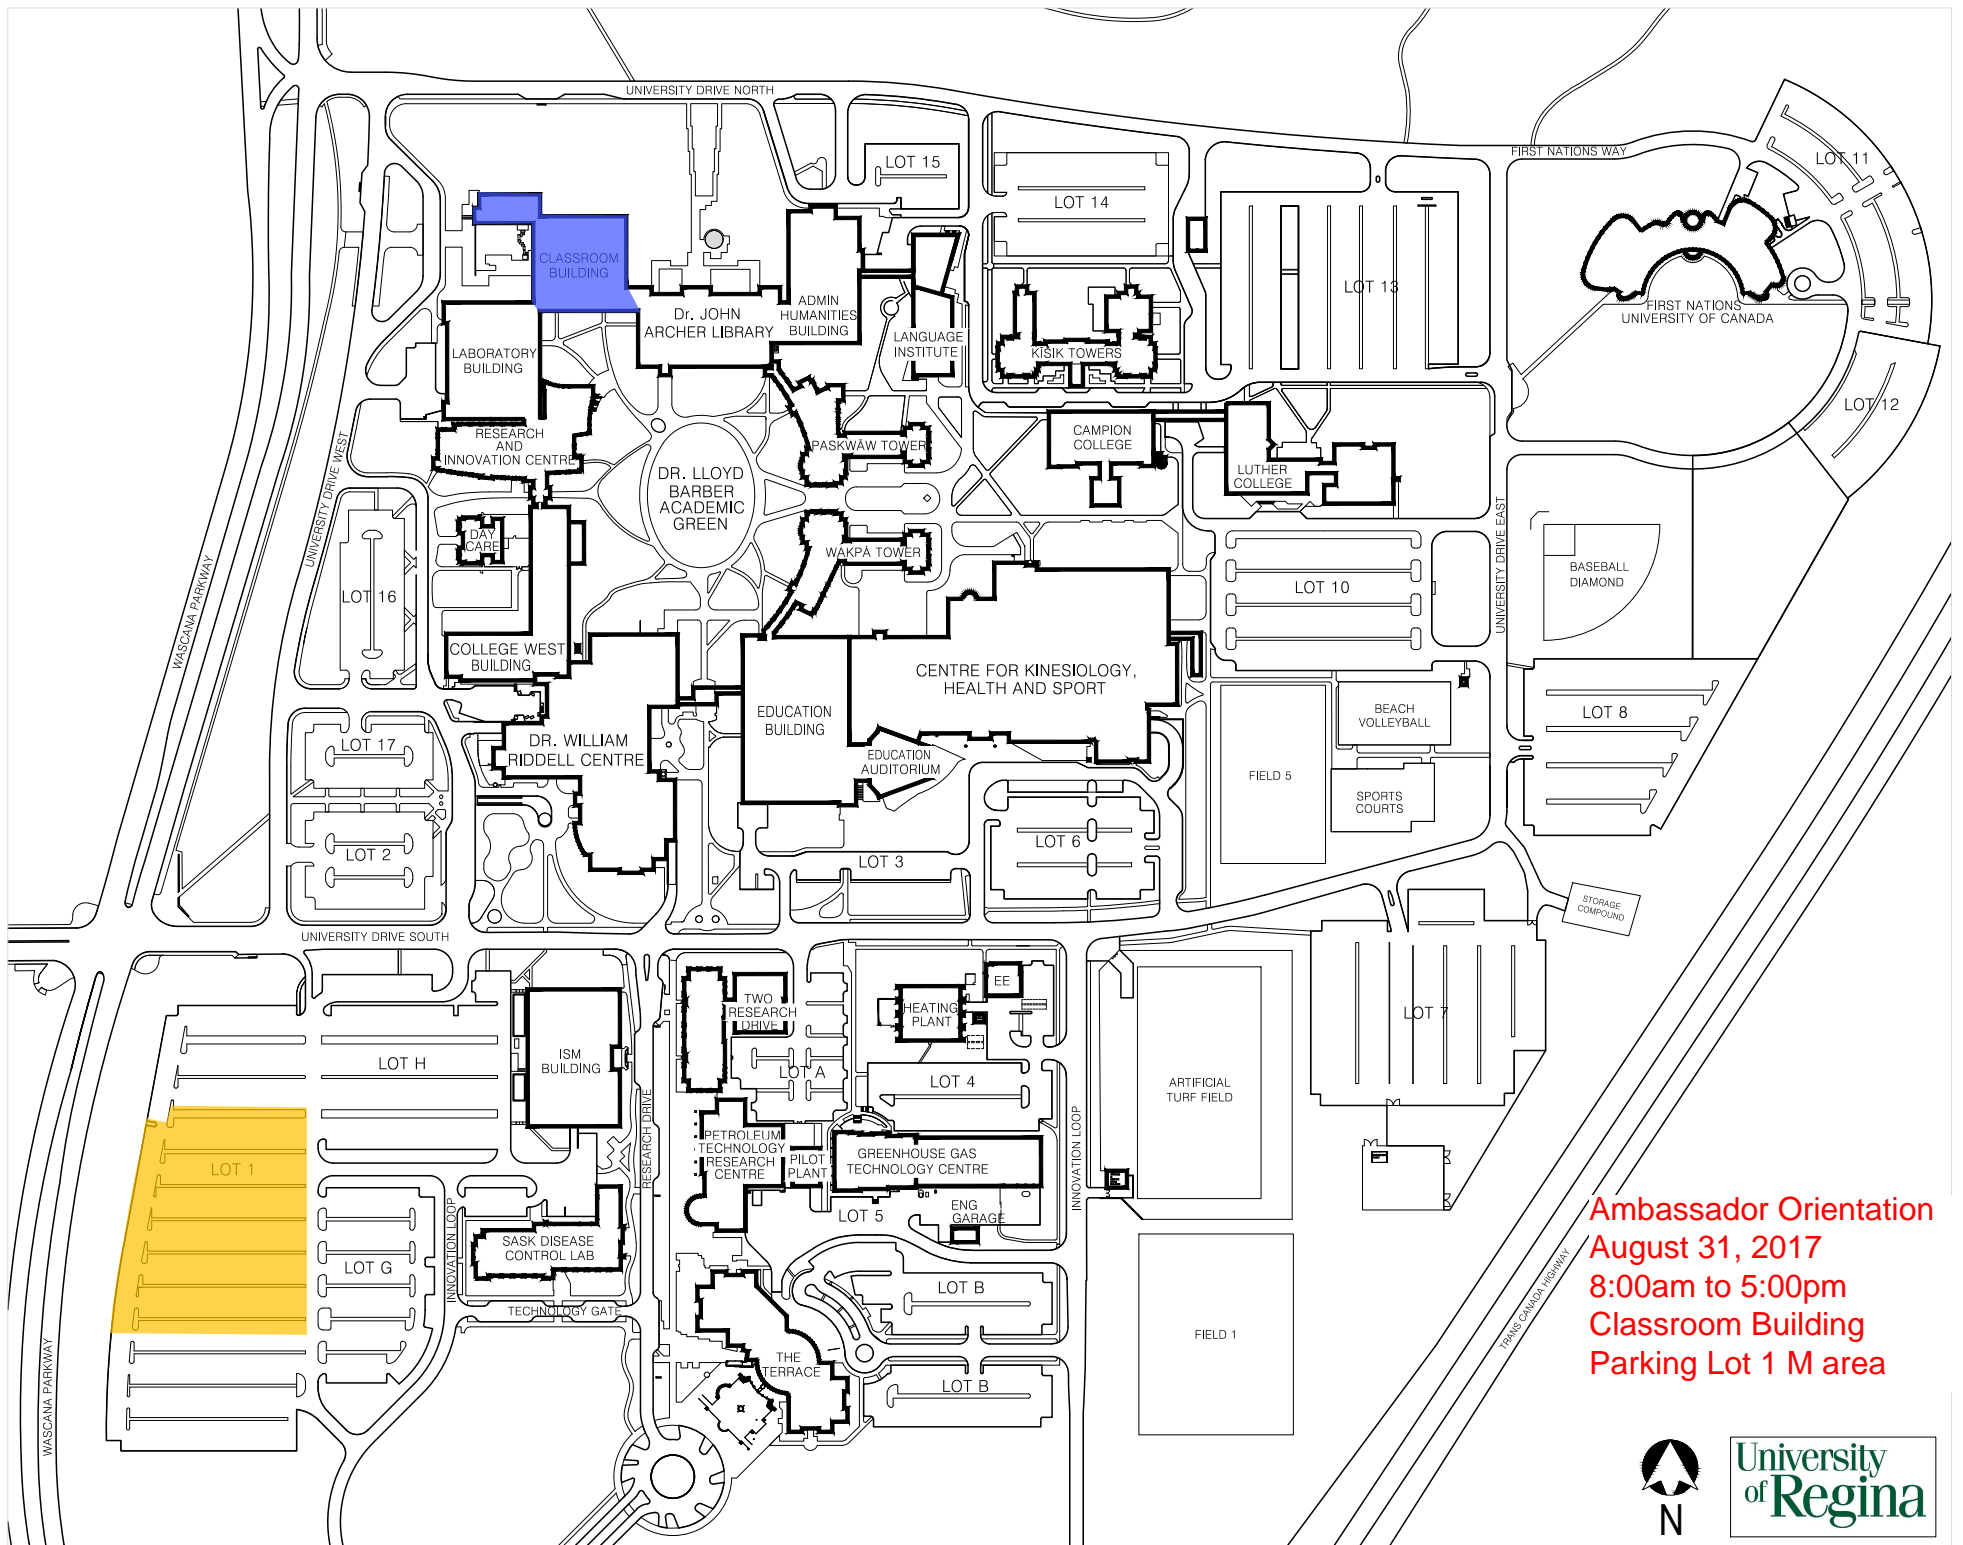 UNIVERSITY DRIVE NORTH
FIRST NATIONS WAY
LOT 11
LOT 15
LOT 14
CLASSROOM
BUILDING
LOT 13
ADMIN
HUMANITIES
BUILDING
Dr. JOHN
ARCHER LIBRARY
FIRST NATIONS
UNIVERSITY OF CANADA
LANGUAGE
INSTITUTE
KĪSIK TOWERS
LABORATORY
BUILDING
LOT 12
CAMPION
COLLEGE
RESEARCH
AND
INNOVATION CENTRE
PASKWĀW TOWER
LUTHER
COLLEGE
DR. LLOYD
BARBER
ACADEMIC
GREEN
UNIVERSITY DRIVE WEST
UNIVERSITY DRIVE EAST
DAY
CARE
WAKPĀ TOWER
BASEBALL
DIAMOND
LOT 10
LOT 16
WASCANA PARKWAY
COLLEGE WEST
BUILDING
CENTRE FOR KINESIOLOGY,
HEALTH AND SPORT
EDUCATION
BUILDING
BEACH
VOLLEYBALL
LOT 8
LOT 17
DR. WILLIAM
RIDDELL CENTRE
EDUCATION
AUDITORIUM
FIELD 5
SPORTS
COURTS
LOT 2
LOT 3
LOT 6
STORAGE
COMPOUND
UNIVERSITY DRIVE SOUTH
TWO
RESEARCH
DRIVE
EE
HEATING
PLANT
LOT 7
LOT H
ISM
BUILDING
LOT A
LOT 4
ARTIFICIAL
TURF FIELD
RESEARCH DRIVE
INNOVATION LOOP
PETROLEUM
TECHNOLOGY
RESEARCH
CENTRE
PILOT
PLANT
GREENHOUSE GAS
TECHNOLOGY CENTRE
LOT 1
INNOVATION LOOP
LOT 5
ENG
GARAGE
SASK DISEASE
CONTROL LAB
LOT G
LOT B
TECHNOLOGY GATE
FIELD 1
THE
TERRACE
LOT B
WASCANA PARKWAY
TRANS CANADA HIGHWAY
Ambassador Orientation
August 31, 2017
8:00am to 5:00pm
Classroom Building
Parking Lot 1 M area
N
University
of Regina